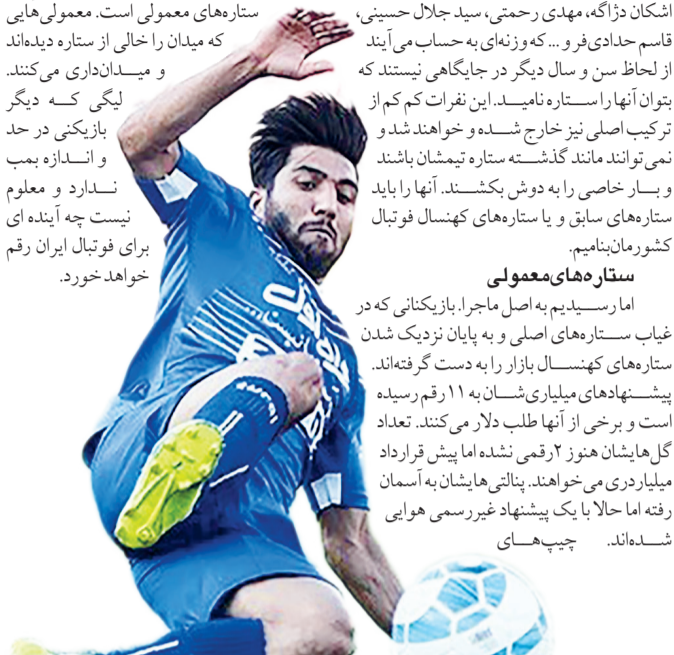 اشکان دژاگه، مهدی رحمتی، سید جلال حسینی،
قاسم حدادی‌فر و ... که وزنه‌ای به حساب می‌آیند
از لحاظ سن و سال دیگر در جایگاهی نیستند که
بتوان آنها را ستاره نامید. این نفرات کم کم از
ترکیب اصلی نیز خارج شده و خواهند شد و
نمی‌توانند مانند گذشته ستاره تیمشان باشند
و بار خاصی را به دوش بکشند. آنها را باید
ستاره‌های سابق و یا ستاره‌های کهنسال فوتبال
کشورمان بنامیم.
ستاره‌های معمولی
اما رسیدیم به اصل ماجرا. بازیکنانی که در
غیاب ستاره‌های اصلی و به پایان نزدیک شدن
ستاره‌های کهنسال بازار را به دست گرفته‌اند.
پیشنهادهای میلیاری‌شان به ۱۱ رقم رسیده
است و برخی از آنها طلب دلار می‌کنند. تعداد
گل‌هایشان هنوز ۲رقمی نشده اما پیش قرارداد
میلیاردری می‌خواهند. پنالتی‌هایشان به آسمان
رفته اما حالا با یک پیشنهاد غیررسمی هوایی
شده‌اند. چیپ‌های
ستاره‌های معمولی است. معمولی‌هایی
که میدان را خالی از ستاره دیده‌اند
و میدان‌داری می‌کنند.
لیگی که دیگر
بازیکنی در حد
و اندازه بمب
ندارد و معلوم
نیست چه آینده ای
برای فوتبال ایران رقم
خواهد خورد.